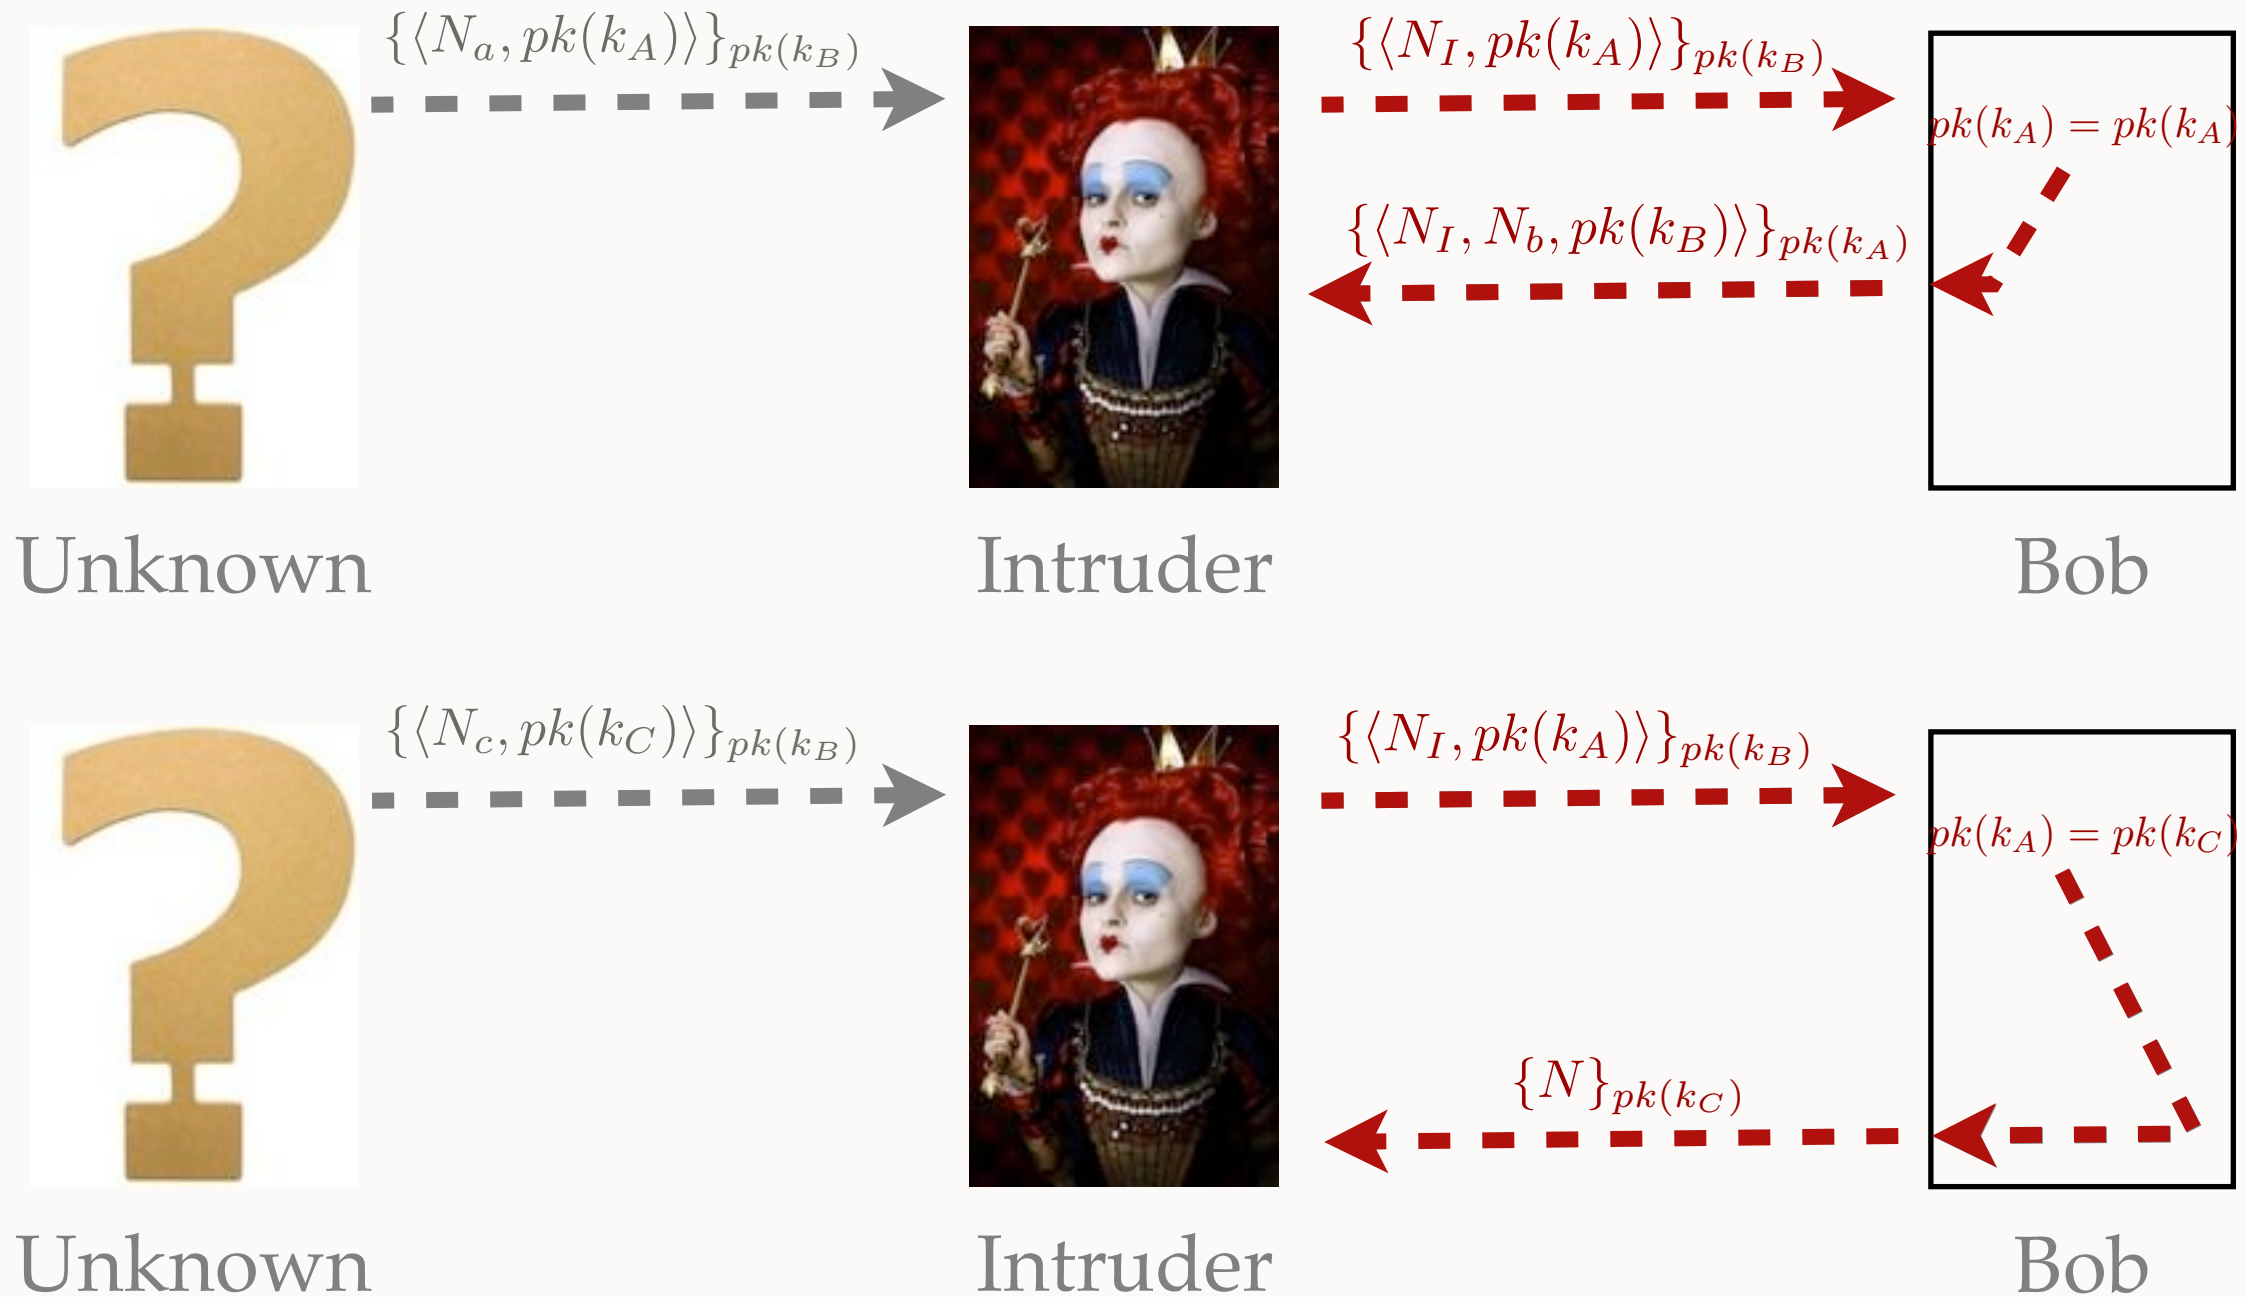 {⟨N_a, pk(k_A)⟩}_{pk(k_B)}
{⟨N_I, pk(k_A)⟩}_{pk(k_B)}
pk(k_A) = pk(k_A)
{⟨N_I, N_b, pk(k_B)⟩}_{pk(k_A)}
Unknown
Intruder
Bob
{⟨N_c, pk(k_C)⟩}_{pk(k_B)}
{⟨N_I, pk(k_A)⟩}_{pk(k_B)}
pk(k_A) = pk(k_C)
{N}_{pk(k_C)}
Unknown
Intruder
Bob